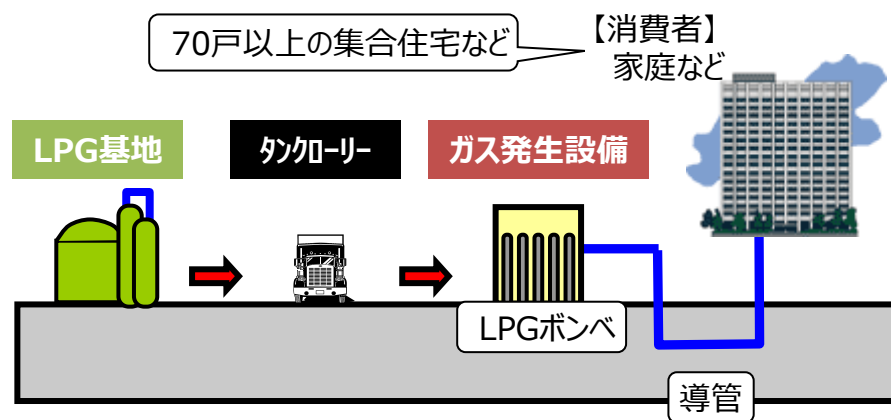 70戸以上の集合住宅など
【消費者】
家庭など
LPG基地
ﾀﾝｸﾛｰﾘｰ
ガス発生設備
LPGボンベ
導管